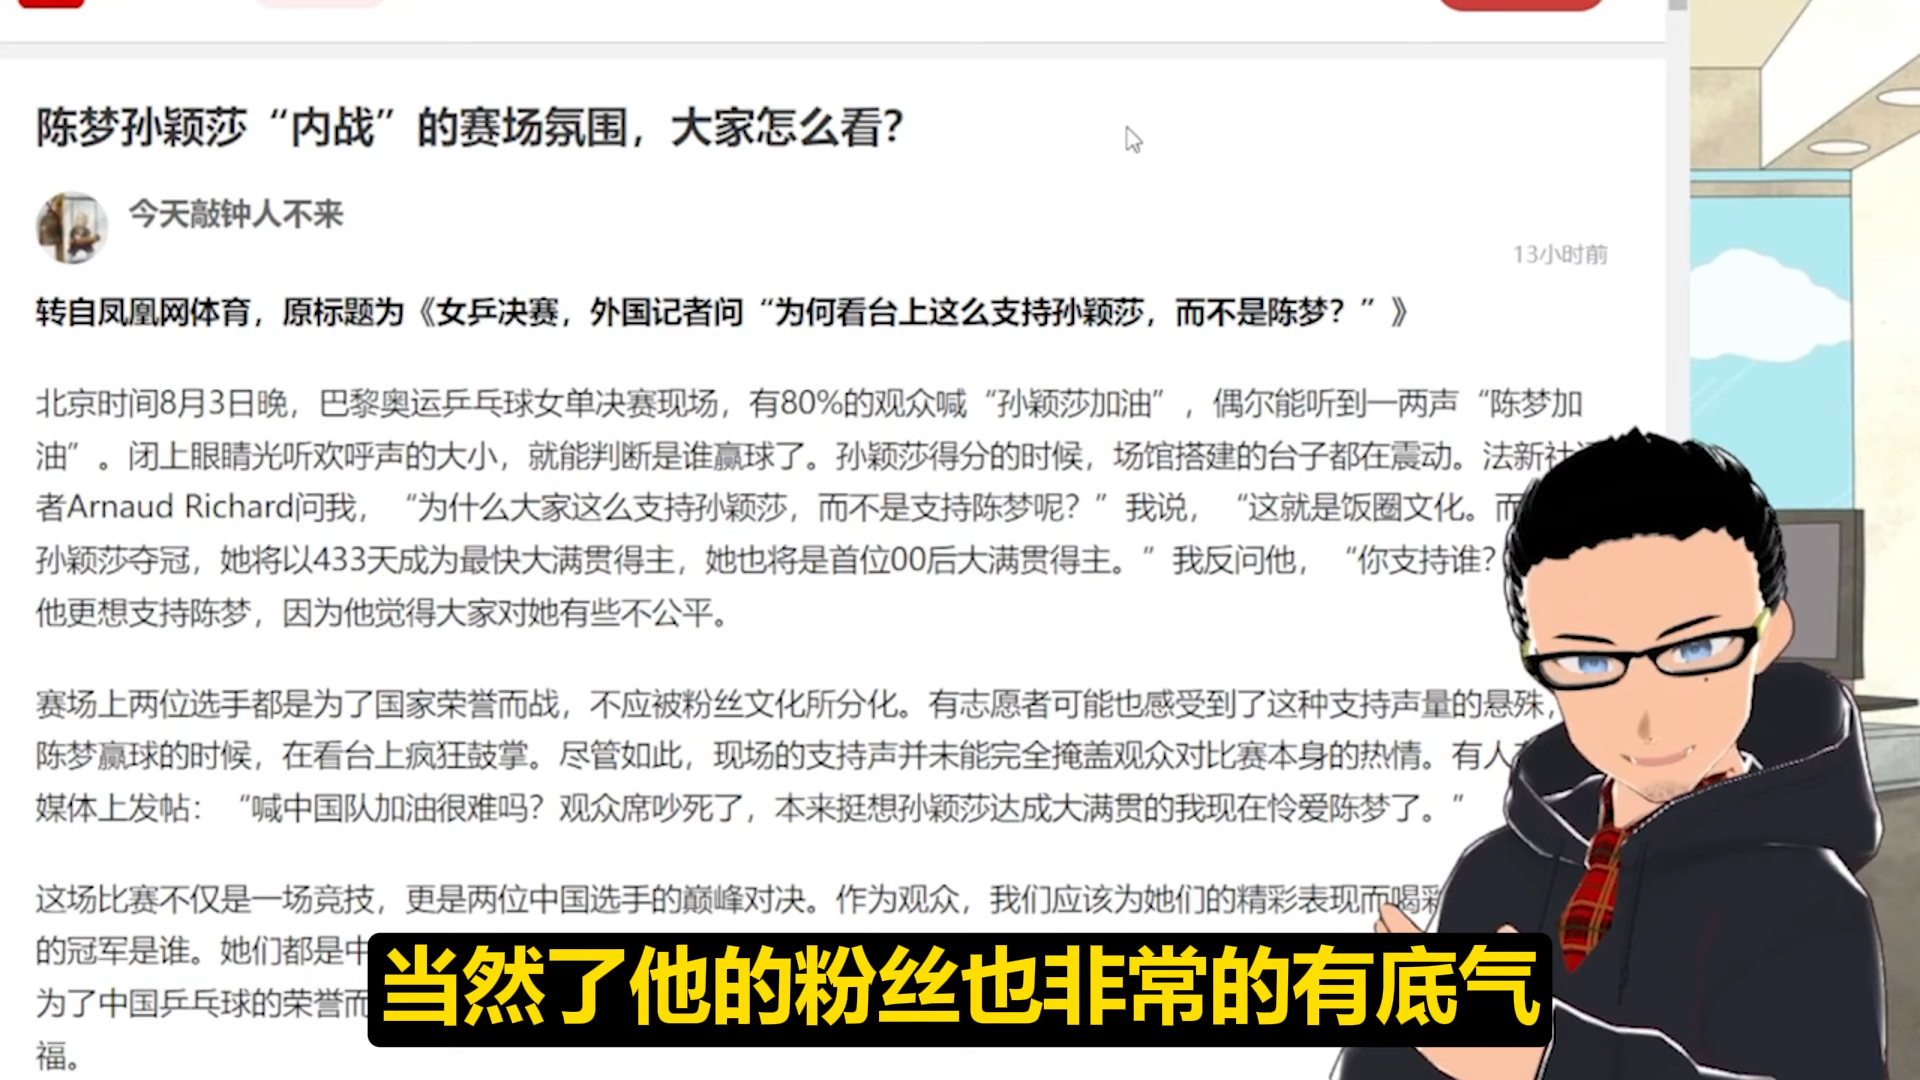 陈梦孙颖莎“内战”的赛场氛围，大家怎么看？
今天敲钟人不来
13小时前
转自凤凰网体育，原标题为《女乒决赛，外国记者问“为何看台上这么支持孙颖莎，而不是陈梦？”》
北京时间8月3日晚，巴黎奥运乒乓球女单决赛现场，有80%的观众喊“孙颖莎加油”，偶尔能听到一两声“陈梦加
油”。闭上眼睛光听欢呼声的大小，就能判断是谁赢球了。孙颖莎得分的时候，场馆搭建的台子都在震动。法新社
者Arnaud Richard问我，“为什么大家这么支持孙颖莎，而不是支持陈梦呢？”我说，“这就是饭圈文化。而
孙颖莎夺冠，她将以433天成为最快大满贯得主，她也将是首位00后大满贯得主。”我反问他，“你支持谁？
他更想支持陈梦，因为他觉得大家对她有些不公平。
赛场上两位选手都是为了国家荣誉而战，不应被粉丝文化所分化。有志愿者可能也感受到了这种支持声量的悬殊，
陈梦赢球的时候，在看台上疯狂鼓掌。尽管如此，现场的支持声并未能完全掩盖观众对比赛本身的热情。有人
媒体上发帖：“喊中国队加油很难吗？观众席吵死了，本来挺想孙颖莎达成大满贯的我现在怜爱陈梦了。”
这场比赛不仅是一场竞技，更是两位中国选手的巅峰对决。作为观众，我们应该为她们的精彩表现而喝
的冠军是谁。她们都是中
为了中国乒乓球的荣誉而
福。
当然了他的粉丝也非常的有底气